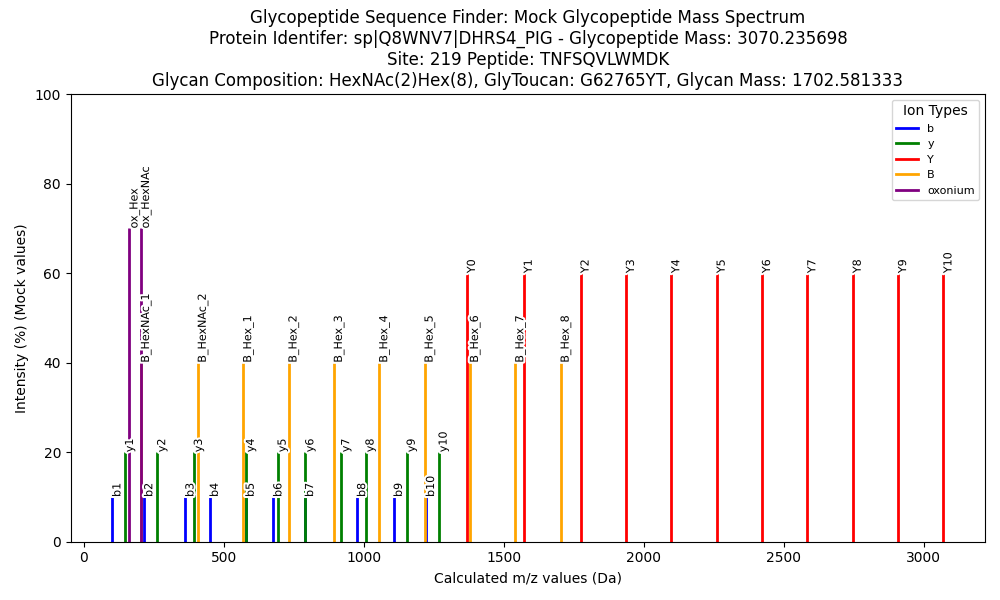 Glycopeptide Sequence Finder: Mock Glycopeptide Mass Spectrum
Protein Identifer: sp|Q8WNV7|DHRS4_PIG - Glycopeptide Mass: 3070.235698
Site: 219 Peptide: TNFSQVLWMDK
Glycan Composition: HexNAc(2)Hex(8), GlyToucan: G62765YT, Glycan Mass: 1702.581333
Intensity (%) (Mock values)
100
80
60
40
20
0
Ion Types
b
y
Y
B
oxonium
ox_Hex
ox_HexNAc
Y0
Y1
Y2
Y3
Y4
Y5
Y6
Y7
Y8
Y9
Y10
B_HexNAc_1
B_HexNAc_2
B_Hex_1
B_Hex_2
B_Hex_3
B_Hex_4
B_Hex_5
B_Hex_6
B_Hex_7
B_Hex_8
y1
y2
y3
y4
y5
y6
y7
y8
y9
y10
b1
b2
b3
b4
b5
b6
b7
b8
b9
b10
0
500
1000
1500
2000
2500
3000
Calculated m/z values (Da)